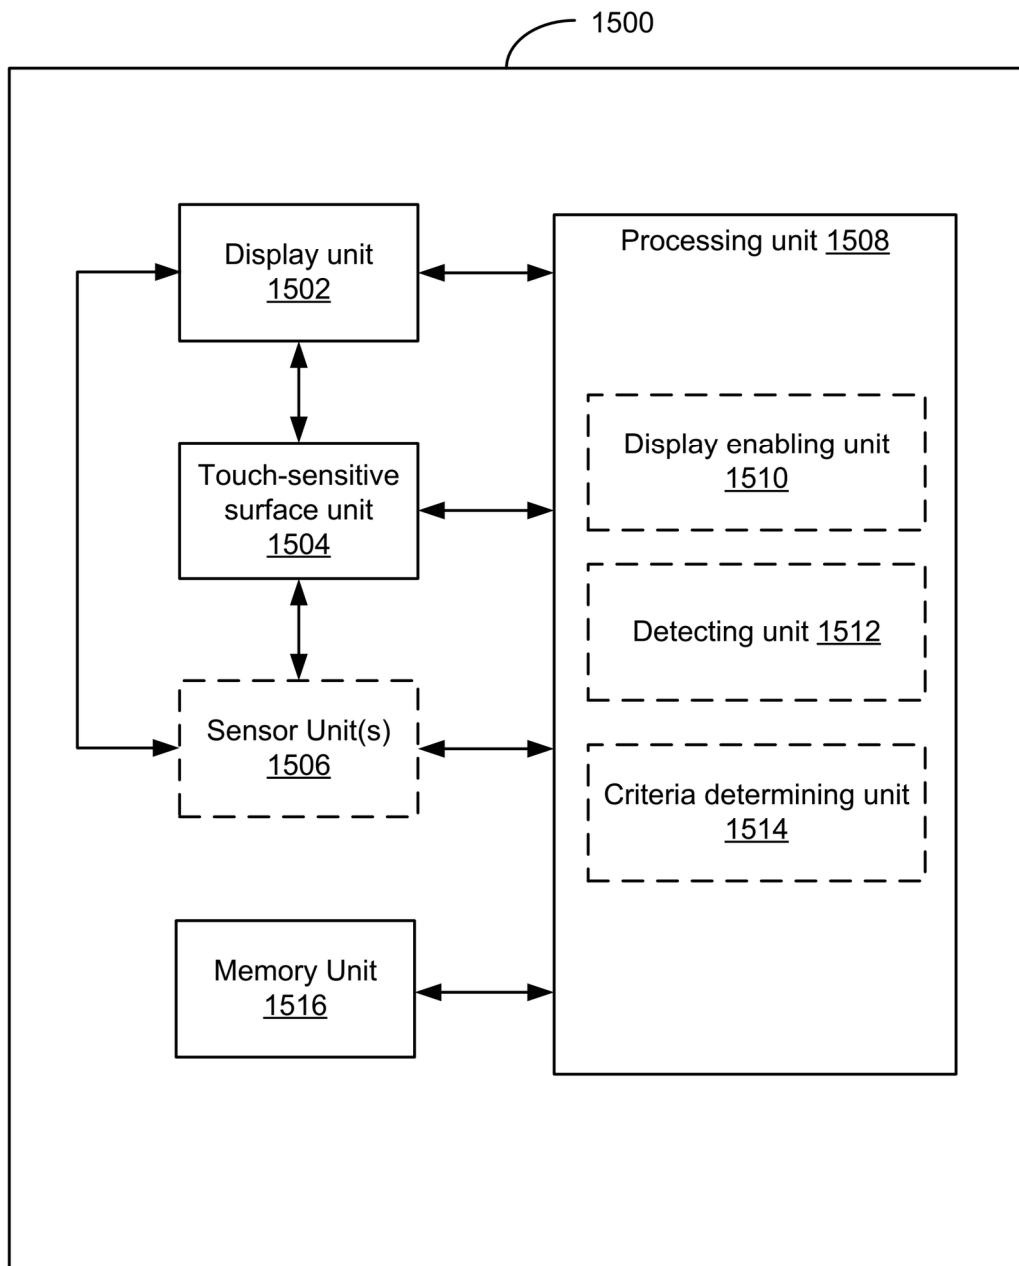 1500
Display unit
1502
Processing unit 1508
Touch-sensitive
surface unit
1504
Display enabling unit
1510
Detecting unit 1512
Sensor Unit(s)
1506
Criteria determining unit
1514
Memory Unit
1516